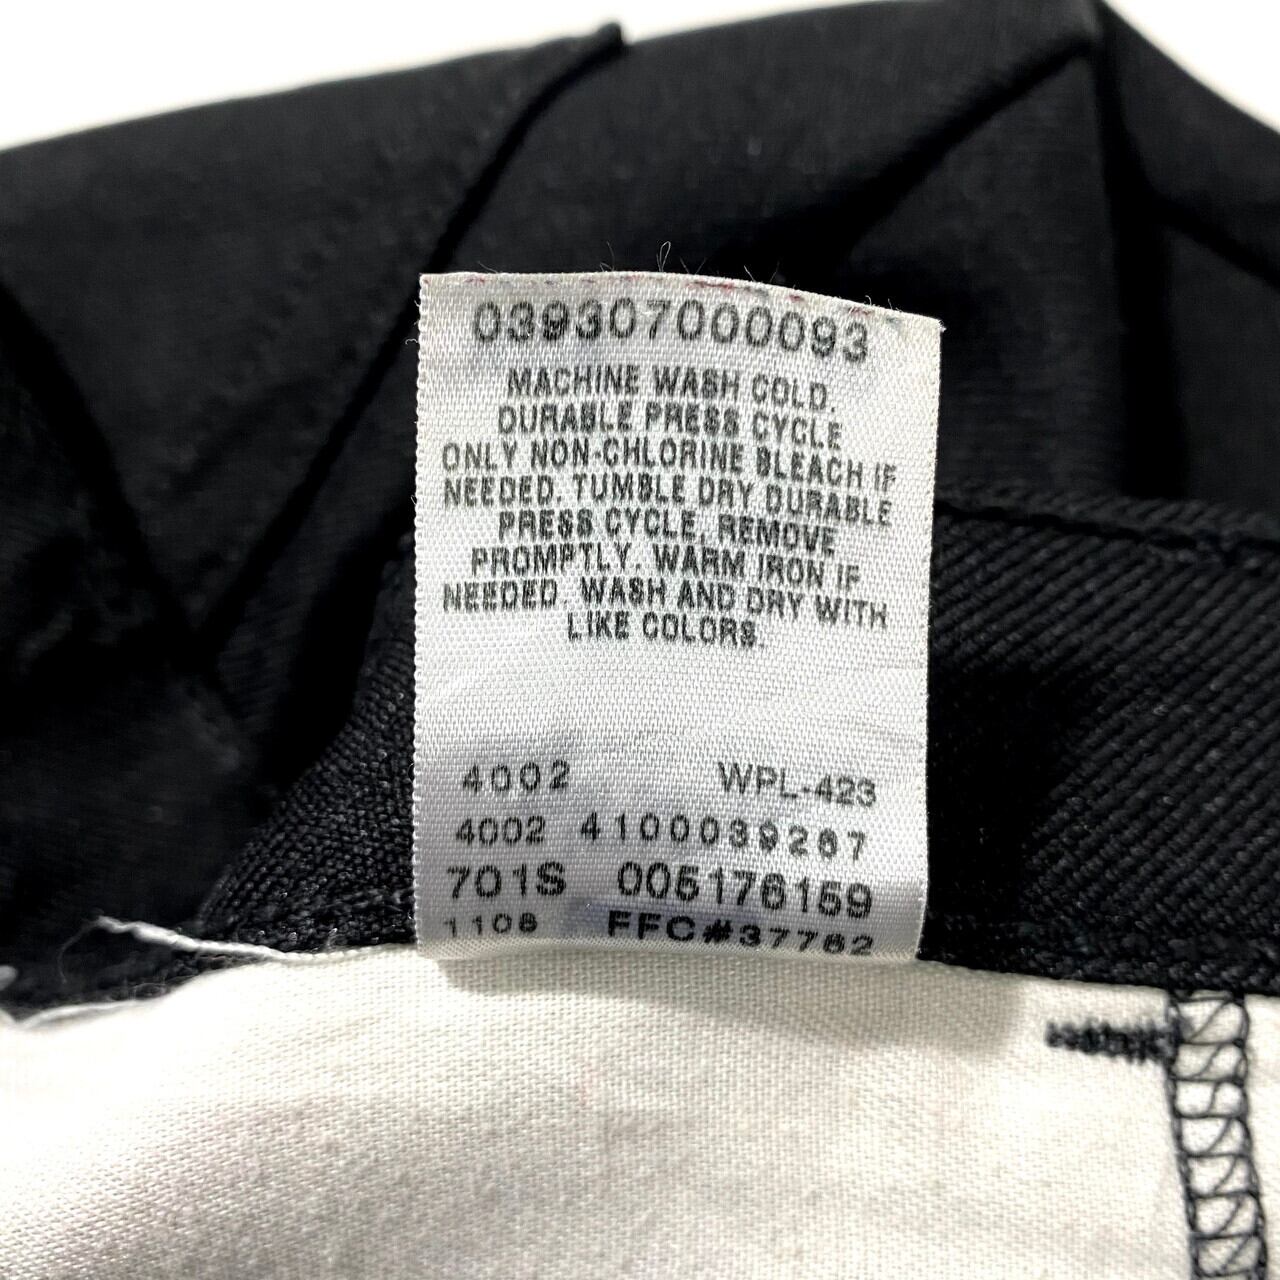 039307000093
MACHINE WASH COLD.
DURABLE PRESS CYCLE
ONLY NON-CHLORINE BLEACH IF
NEEDED. TUMBLE DRY DURABLE
PRESS CYCLE, REMOVE
PROMPTLY. WARM IRON IF
NEEDED. WASH AND DRY WITH
LIKE COLORS.
4002 WPL-423
4002 4100039267
701S 005176159
1108 FFC#37762